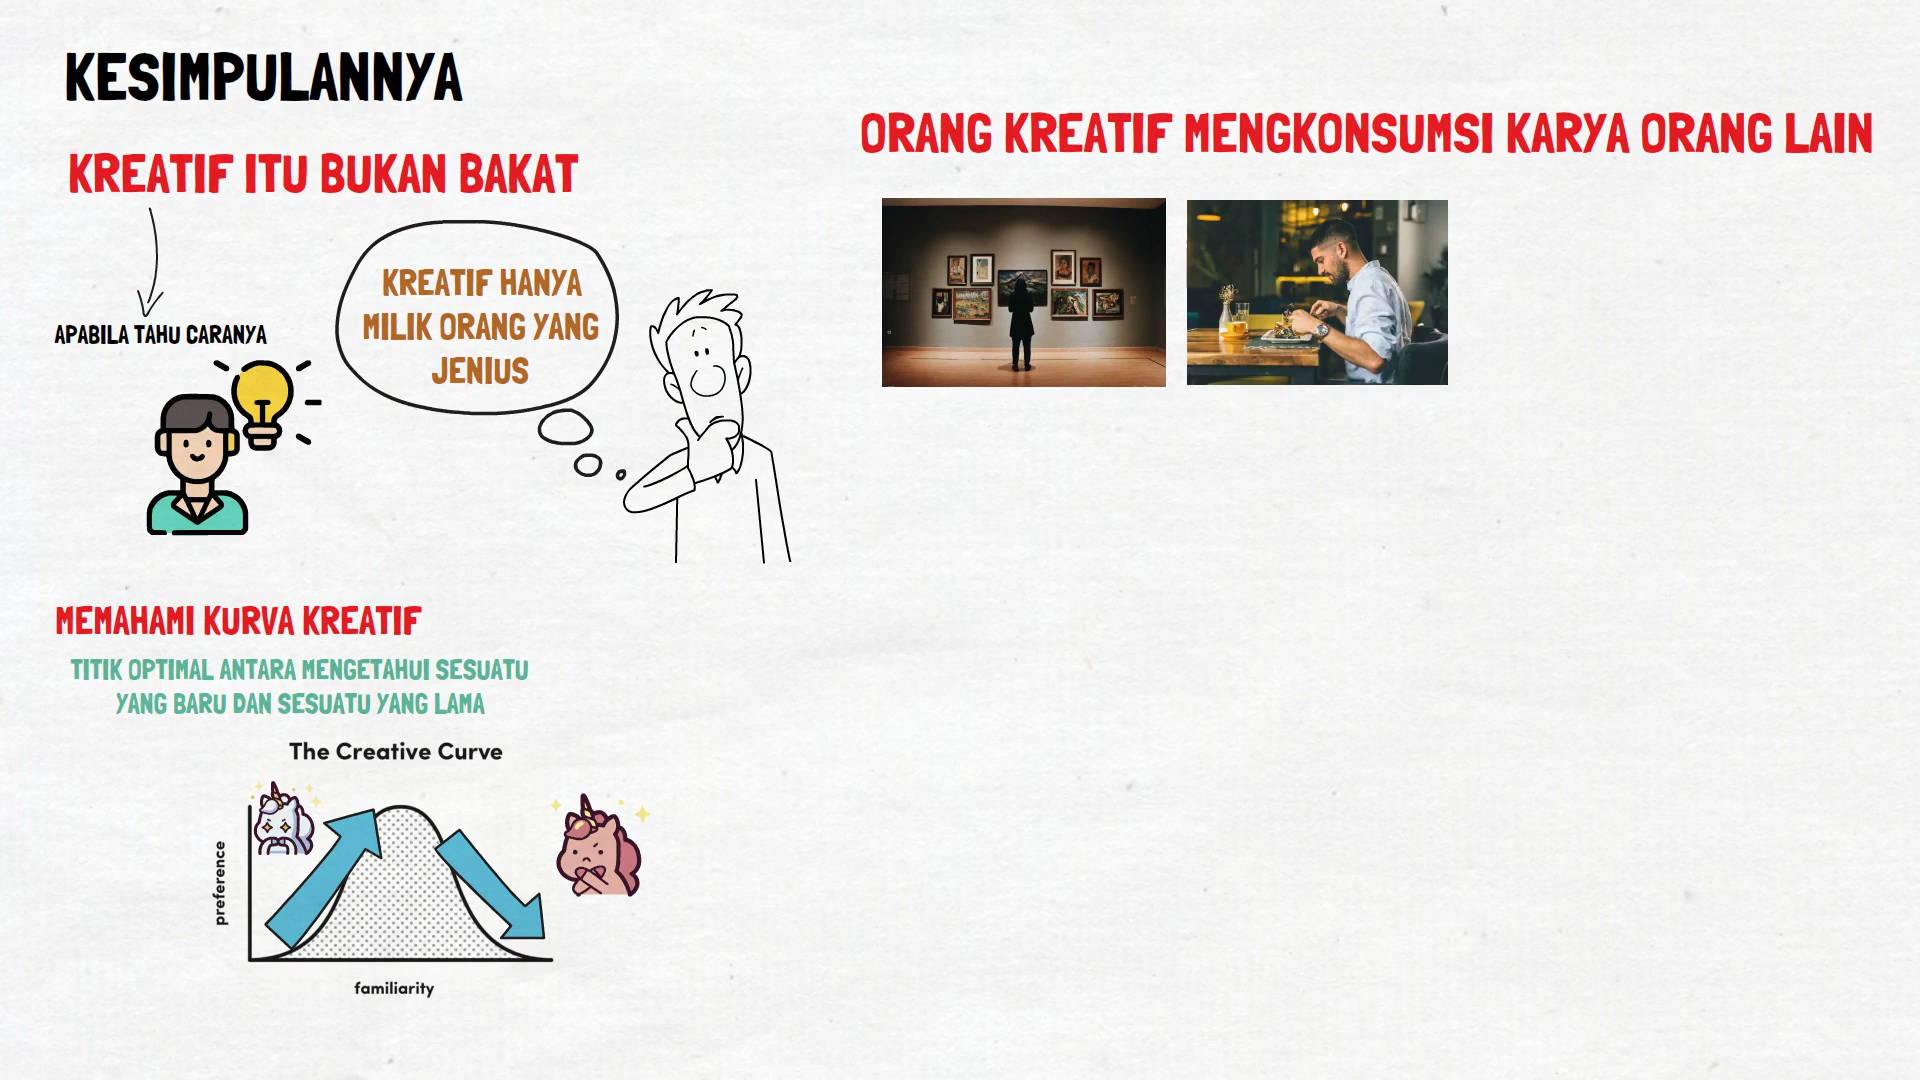 KESIMPULANNYA
KREATIF ITU BUKAN BAKAT
APABILA TAHU CARANYA
KREATIF HANYA
MILIK ORANG YANG
JENIUS
MEMAHAMI KURVA KREATIF
TITIK OPTIMAL ANTARA MENGETAHUI SESUATU
YANG BARU DAN SESUATU YANG LAMA
The Creative Curve
preference
familiarity
ORANG KREATIF MENGKONSUMSI KARYA ORANG LAIN